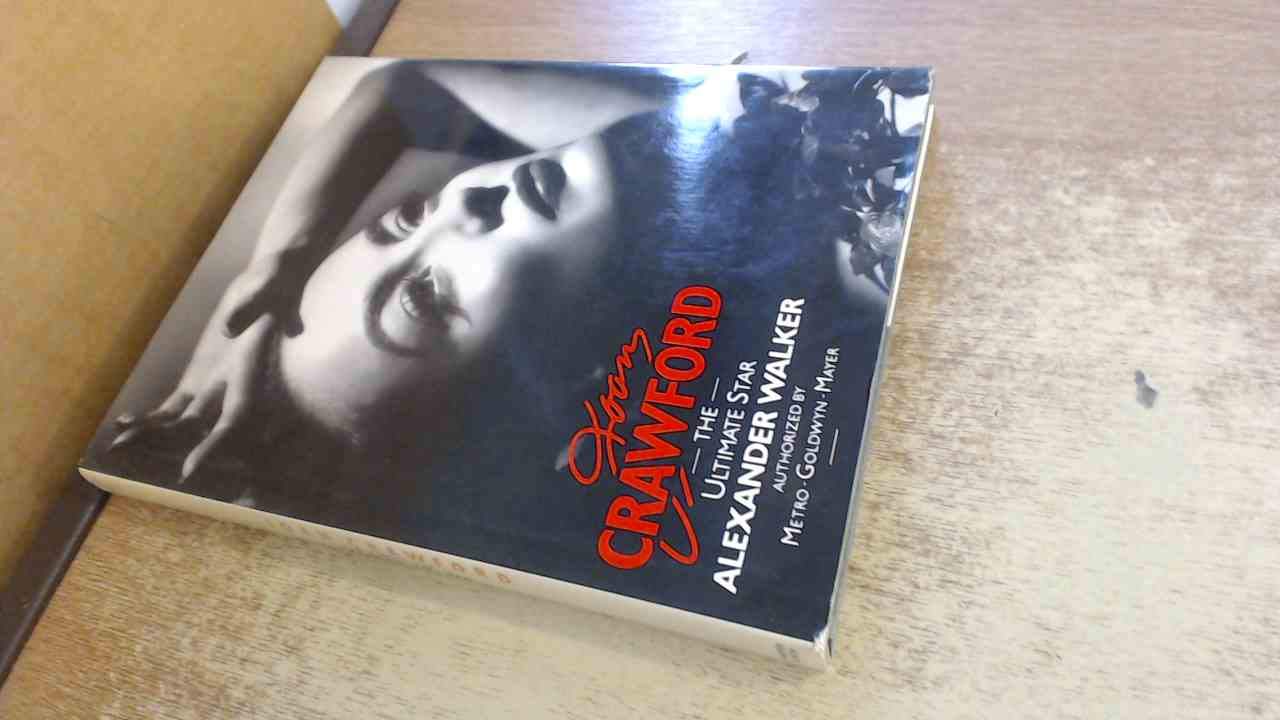 Joan
CRAWFORD
— THE —
ULTIMATE STAR
ALEXANDER WALKER
AUTHORIZED BY
METRO·GOLDWYN-MAYER